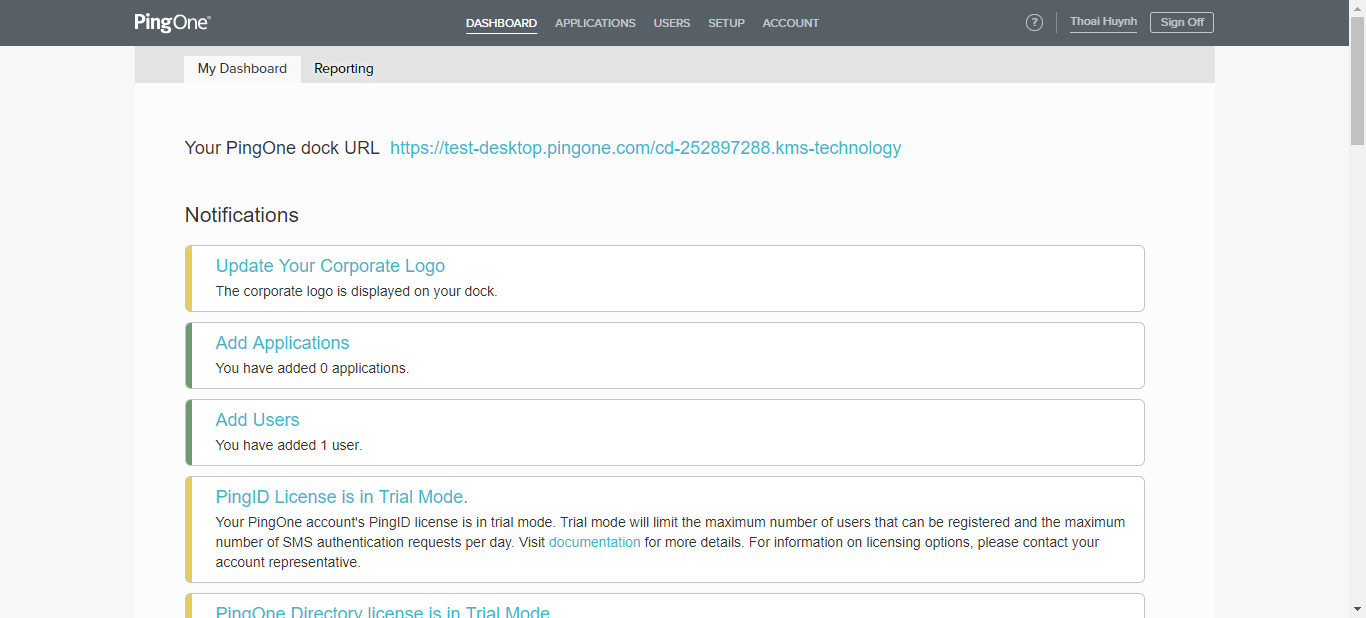 PingOne®
DASHBOARD APPLICATIONS USERS SETUP ACCOUNT
? Thoai Huynh Sign Off
My Dashboard Reporting
Your PingOne dock URL https://test-desktop.pingone.com/cd-252897288.kms-technology
Notifications
Update Your Corporate Logo
The corporate logo is displayed on your dock.
Add Applications
You have added 0 applications.
Add Users
You have added 1 user.
PingID License is in Trial Mode.
Your PingOne account's PingID license is in trial mode. Trial mode will limit the maximum number of users that can be registered and the maximum
number of SMS authentication requests per day. Visit documentation for more details. For information on licensing options, please contact your
account representative.
PingOne Directory license is in Trial Mode